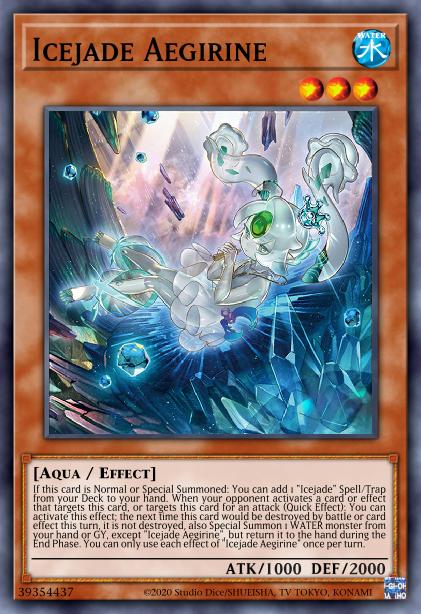 ICEJADE AEGIRINE
WATER
水
[AQUA / EFFECT]
If this card is Normal or Special Summoned: You can add 1 "Icejade" Spell/Trap
from your Deck to your hand. When your opponent activates a card or effect
that targets this card, or targets this card for an attack (Quick Effect): You can
activate this effect; the next time this card would be destroyed by battle or card
effect this turn, it is not destroyed, also Special Summon 1 WATER monster from
your hand or GY, except "Icejade Aegirine", but return it to the hand during the
End Phase. You can only use each effect of "Icejade Aegirine" once per turn.
ATK/1000 DEF/2000
39354437
©2020 Studio Dice/SHUEISHA, TV TOKYO, KONAMI